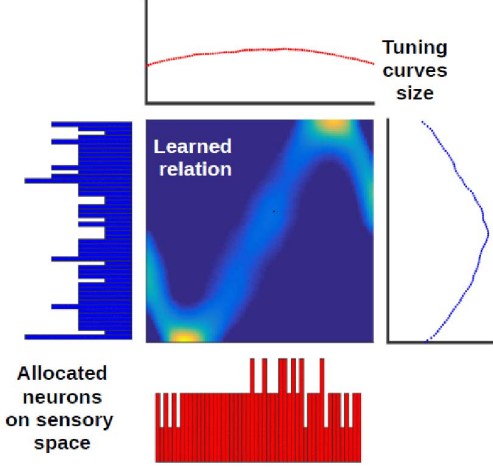 Tuning
curves
size
Learned
relation
Allocated
neurons
on sensory
space